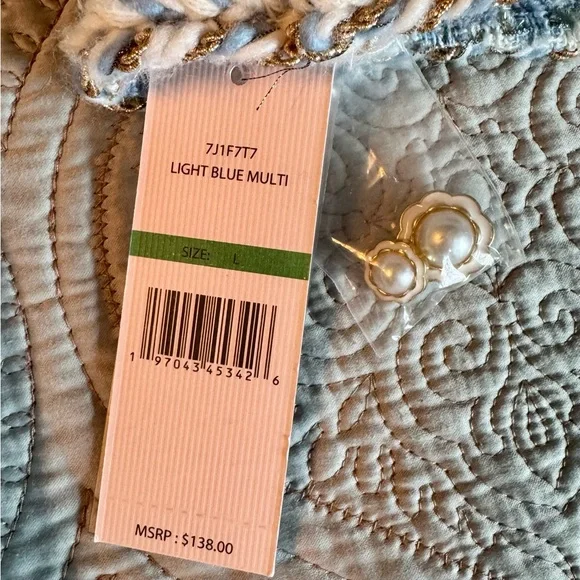 7J1F7T7
LIGHT BLUE MULTI
SIZE: L
1 97043 45342 6
MSRP : $138.00